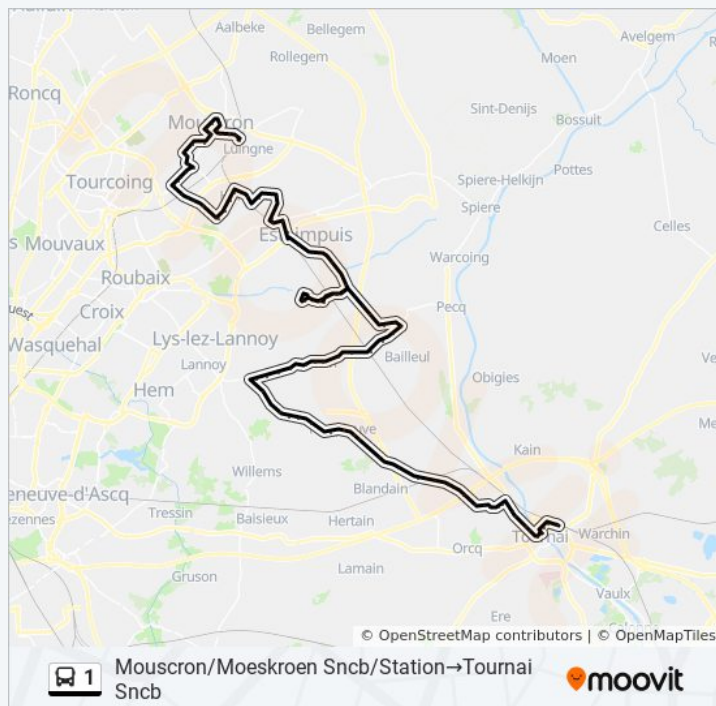 Aalbeke
Bellegem
Rollegem
Avelgem
Moen
Roncq
Mouscron
Luingne
Sint-Denijs
Bossuit
Tourcoing
Pottes
Spiere-Helkijn
Spiere
Celles
Mouvaux
Estaimpuis
Warcoing
Roubaix
Croix
Pecq
Wasquehal
Lys-lez-Lannoy
Lannoy
Bailleul
Hem
Obigies
Kain
Willems
Blandain
Tressin
Baisieux
Hertain
Tournai
Warchin
Orcq
Lamain
Gruson
Vaulx
Ere
© OpenStreetMap contributors | © OpenMapTiles
1
Mouscron/Moeskroen Sncb/Station→Tournai
Sncb
moovit